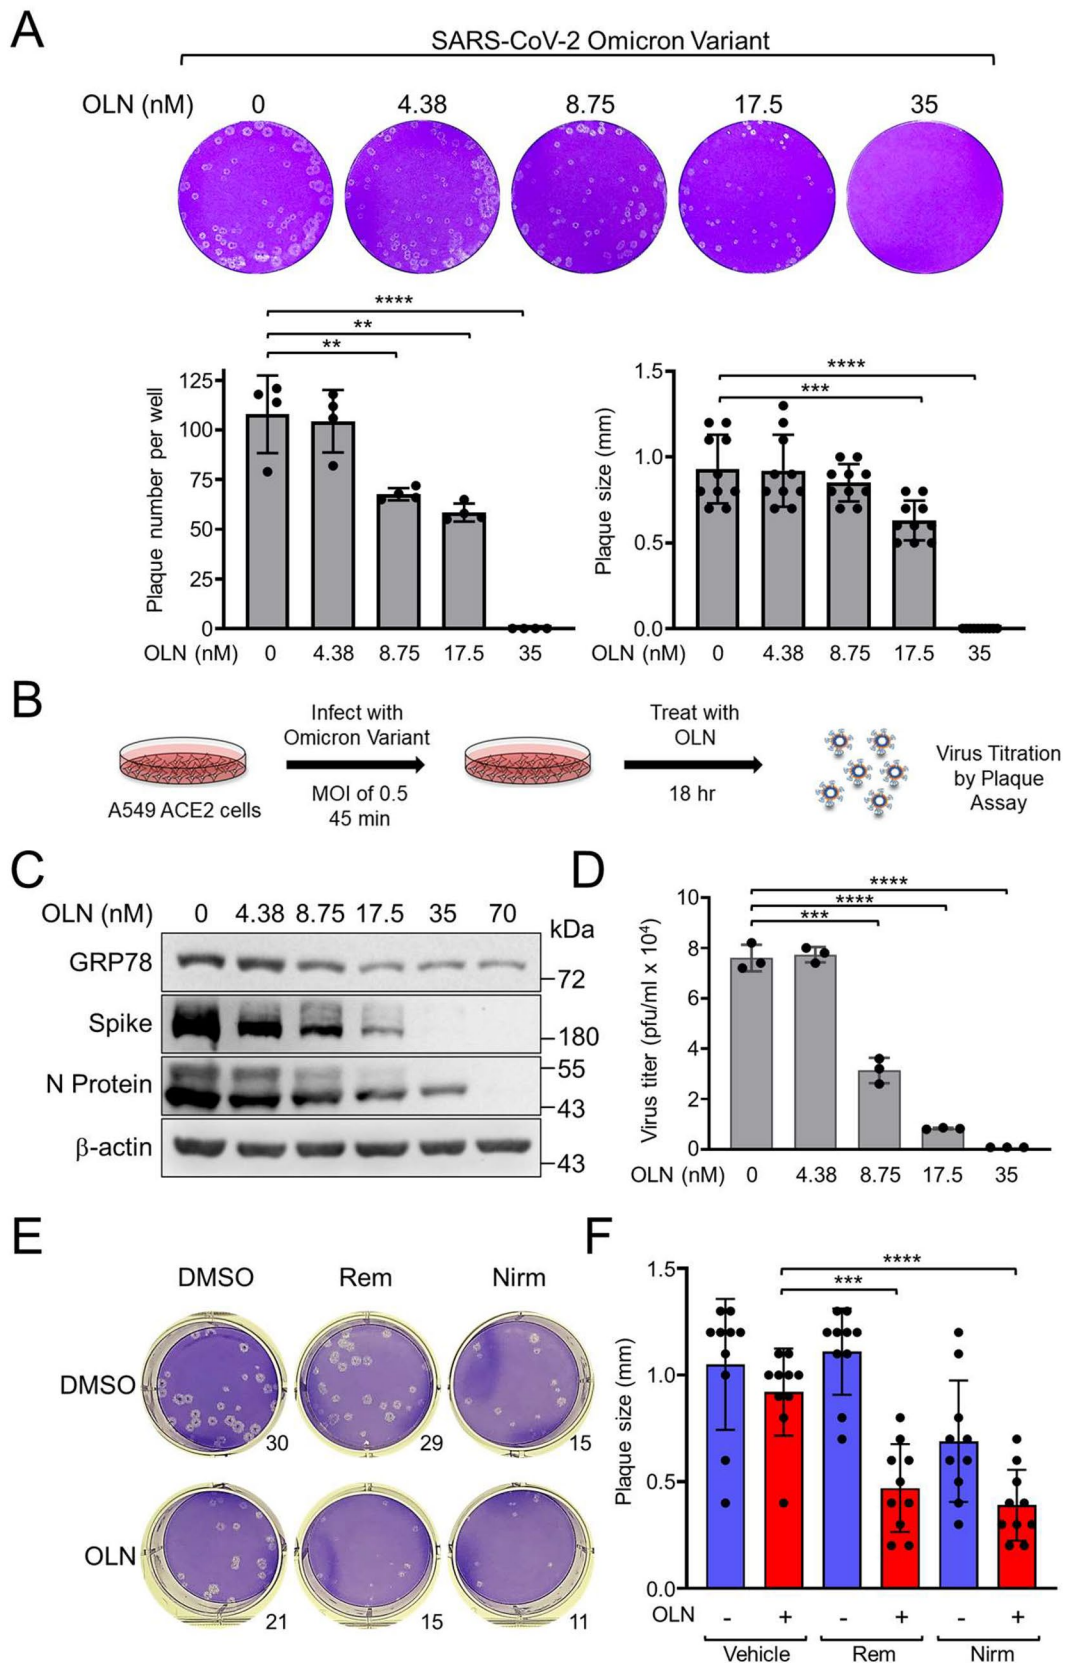 A
SARS-CoV-2 Omicron Variant
OLN (nM) 0 4.38 8.75 17.5 35
****
**
**
Plaque number per well
125
100
75
50
25
0
OLN (nM) 0 4.38 8.75 17.5 35
****
***
Plaque size (mm)
1.5
1.0
0.5
0.0
OLN (nM) 0 4.38 8.75 17.5 35
B
A549 ACE2 cells
Infect with
Omicron Variant
MOI of 0.5
45 min
Treat with
OLN
18 hr
Virus Titration
by Plaque
Assay
C
OLN (nM) 0 4.38 8.75 17.5 35 70
kDa
GRP78
72
Spike
180
N Protein
55
43
β-actin
43
D
****
****
***
Virus titer (pfu/ml x 10⁴)
10
8
6
4
2
0
OLN (nM) 0 4.38 8.75 17.5 35
E
DMSO Rem Nirm
DMSO
30 29 15
OLN
21 15 11
F
****
***
Plaque size (mm)
1.5
1.0
0.5
0.0
OLN - + - + - +
Vehicle Rem Nirm